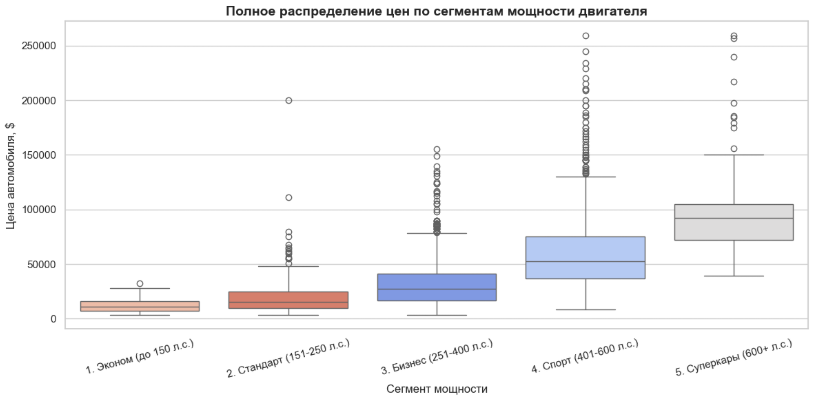 Полное распределение цен по сегментам мощности двигателя
Цена автомобиля, $
250000
200000
150000
100000
50000
0
1. Эконом (до 150 л.с.)
2. Стандарт (151-250 л.с.)
3. Бизнес (251-400 л.с.)
4. Спорт (401-600 л.с.)
5. Суперкары (600+ л.с.)
Сегмент мощности